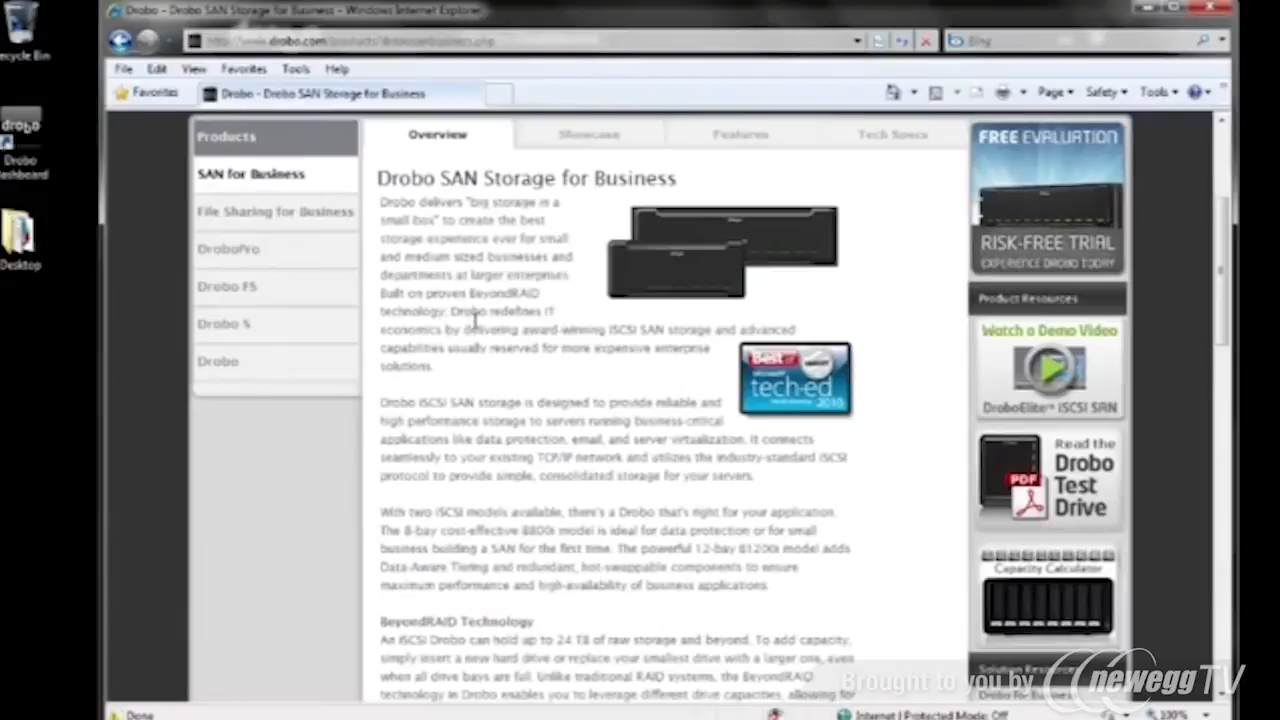 Drobo - Drobo SAN Storage for Business - Windows Internet Explorer
Recycle Bin
Bing
File Edit View Favorites Tools Help
Favorites
Drobo - Drobo SAN Storage for Business
Page
Safety
Tools
Drobo
Dashboard
Desktop
Products
SAN for Business
File Sharing for Business
DroboPro
Drobo FS
Drobo S
Drobo
Overview
Showcase
Features
Tech Specs
Drobo SAN Storage for Business
Drobo delivers "big storage in a
small box" to create the best
storage experience ever for small
and medium sized businesses and
departments at larger enterprises
Built on proven BeyondRAID
technology, Drobo redefines IT
economics by delivering award-winning iSCSI SAN storage and advanced
capabilities usually reserved for more expensive enterprise
solutions.
Best of
tech·ed
2010
Drobo iSCSI SAN storage is designed to provide reliable and
high performance storage to servers running business-critical
applications like data protection, email, and server virtualization. It connects
seamlessly to your existing TCP/IP network and utilizes the industry-standard iSCSI
protocol to provide simple, consolidated storage for your servers.
With two iSCSI models available, there's a Drobo that's right for your application.
The 8-bay cost-effective B800i model is ideal for data protection or for small
business building a SAN for the first time. The powerful 12-bay B1200i model adds
Data-Aware Tiering and redundant, hot-swappable components to ensure
maximum performance and high-availability of business applications.
BeyondRAID Technology
An iSCSI Drobo can hold up to 24 TB of raw storage and beyond. To add capacity,
simply insert a new hard drive or replace your smallest drive with a larger one, even
when all drive bays are full. Unlike traditional RAID systems, the BeyondRAID
technology in Drobo enables you to leverage different drive capacities, allowing for
FREE EVALUATION
RISK-FREE TRIAL
EXPERIENCE DROBO TODAY
Product Resources
Watch a Demo Video
DroboElite™ iSCSI SAN
Read the
Drobo
Test
Drive
PDF
Capacity Calculator
Solution Resources
Drobo for Business
Brought to you by newegg TV
Done
Internet | Protected Mode: Off
100%